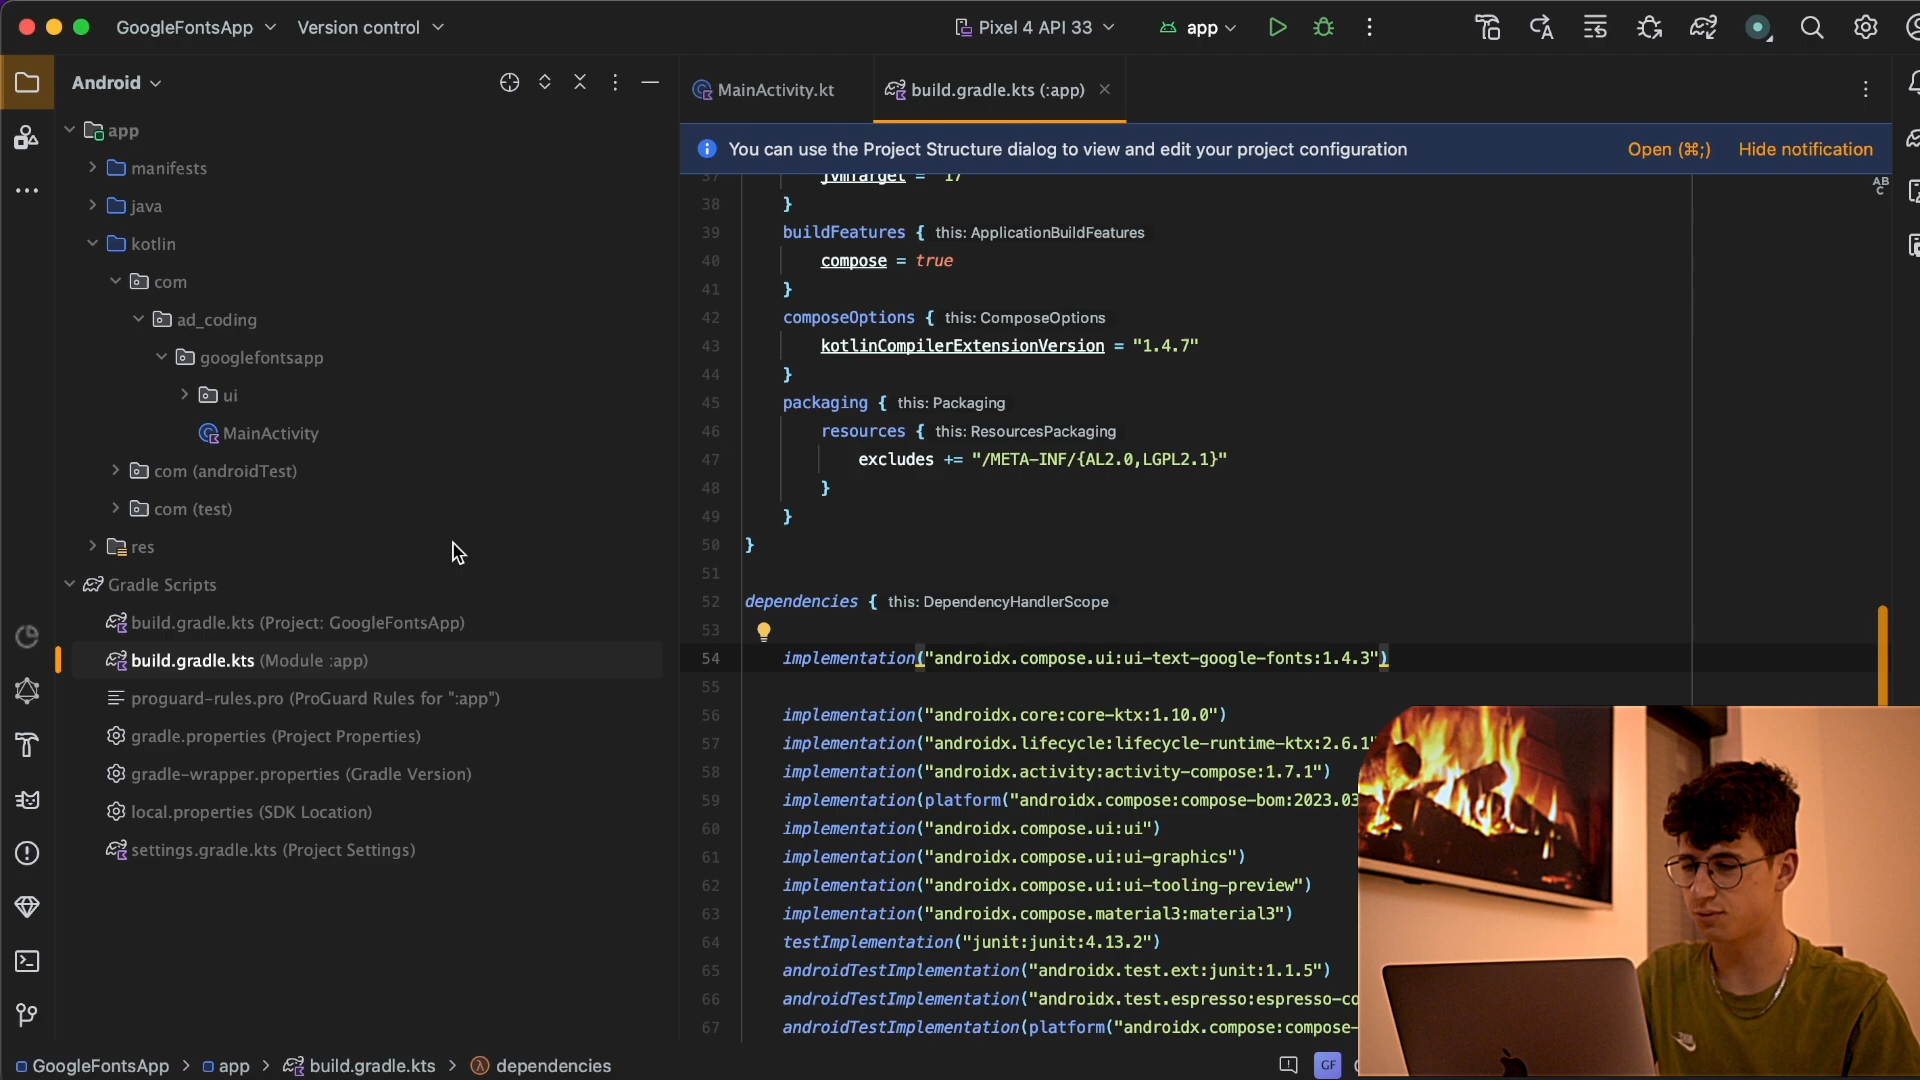 GoogleFontsApp
Version control
Pixel 4 API 33
app
Android
app
manifests
java
kotlin
com
ad_coding
googlefontsapp
ui
MainActivity
com (androidTest)
com (test)
res
Gradle Scripts
build.gradle.kts (Project: GoogleFontsApp)
build.gradle.kts (Module :app)
proguard-rules.pro (ProGuard Rules for ":app")
gradle.properties (Project Properties)
gradle-wrapper.properties (Gradle Version)
local.properties (SDK Location)
settings.gradle.kts (Project Settings)
MainActivity.kt
build.gradle.kts (:app)
You can use the Project Structure dialog to view and edit your project configuration
Open (⌘;)
Hide notification
37 jvmTarget = "17"
38 }
39 buildFeatures { this: ApplicationBuildFeatures
40 compose = true
41 }
42 composeOptions { this: ComposeOptions
43 kotlinCompilerExtensionVersion = "1.4.7"
44 }
45 packaging { this: Packaging
46 resources { this: ResourcesPackaging
47 excludes += "/META-INF/{AL2.0,LGPL2.1}"
48 }
49 }
50 }
51
52 dependencies { this: DependencyHandlerScope
53
54 implementation("androidx.compose.ui:ui-text-google-fonts:1.4.3")
55
56 implementation("androidx.core:core-ktx:1.10.0")
57 implementation("androidx.lifecycle:lifecycle-runtime-ktx:2.6.1"
58 implementation("androidx.activity:activity-compose:1.7.1")
59 implementation(platform("androidx.compose:compose-bom:2023.03
60 implementation("androidx.compose.ui:ui")
61 implementation("androidx.compose.ui:ui-graphics")
62 implementation("androidx.compose.ui:ui-tooling-preview")
63 implementation("androidx.compose.material3:material3")
64 testImplementation("junit:junit:4.13.2")
65 androidTestImplementation("androidx.test.ext:junit:1.1.5")
66 androidTestImplementation("androidx.test.espresso:espresso-co
67 androidTestImplementation(platform("androidx.compose:compose-
ABC
GoogleFontsApp > app > build.gradle.kts > dependencies
GF